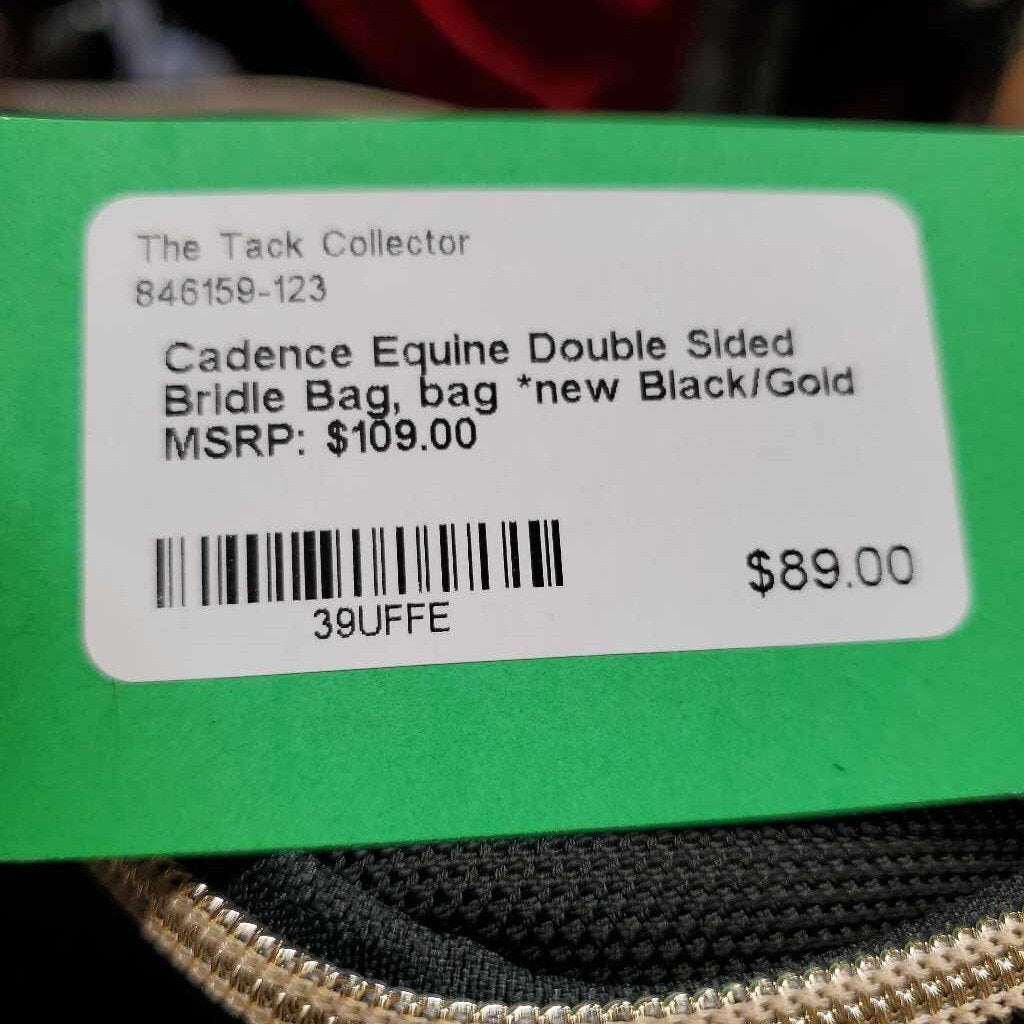 The Tack Collector
846159-123
Cadence Equine Double Sided
Bridle Bag, bag *new Black/Gold
MSRP: $109.00
39UFFE
$89.00